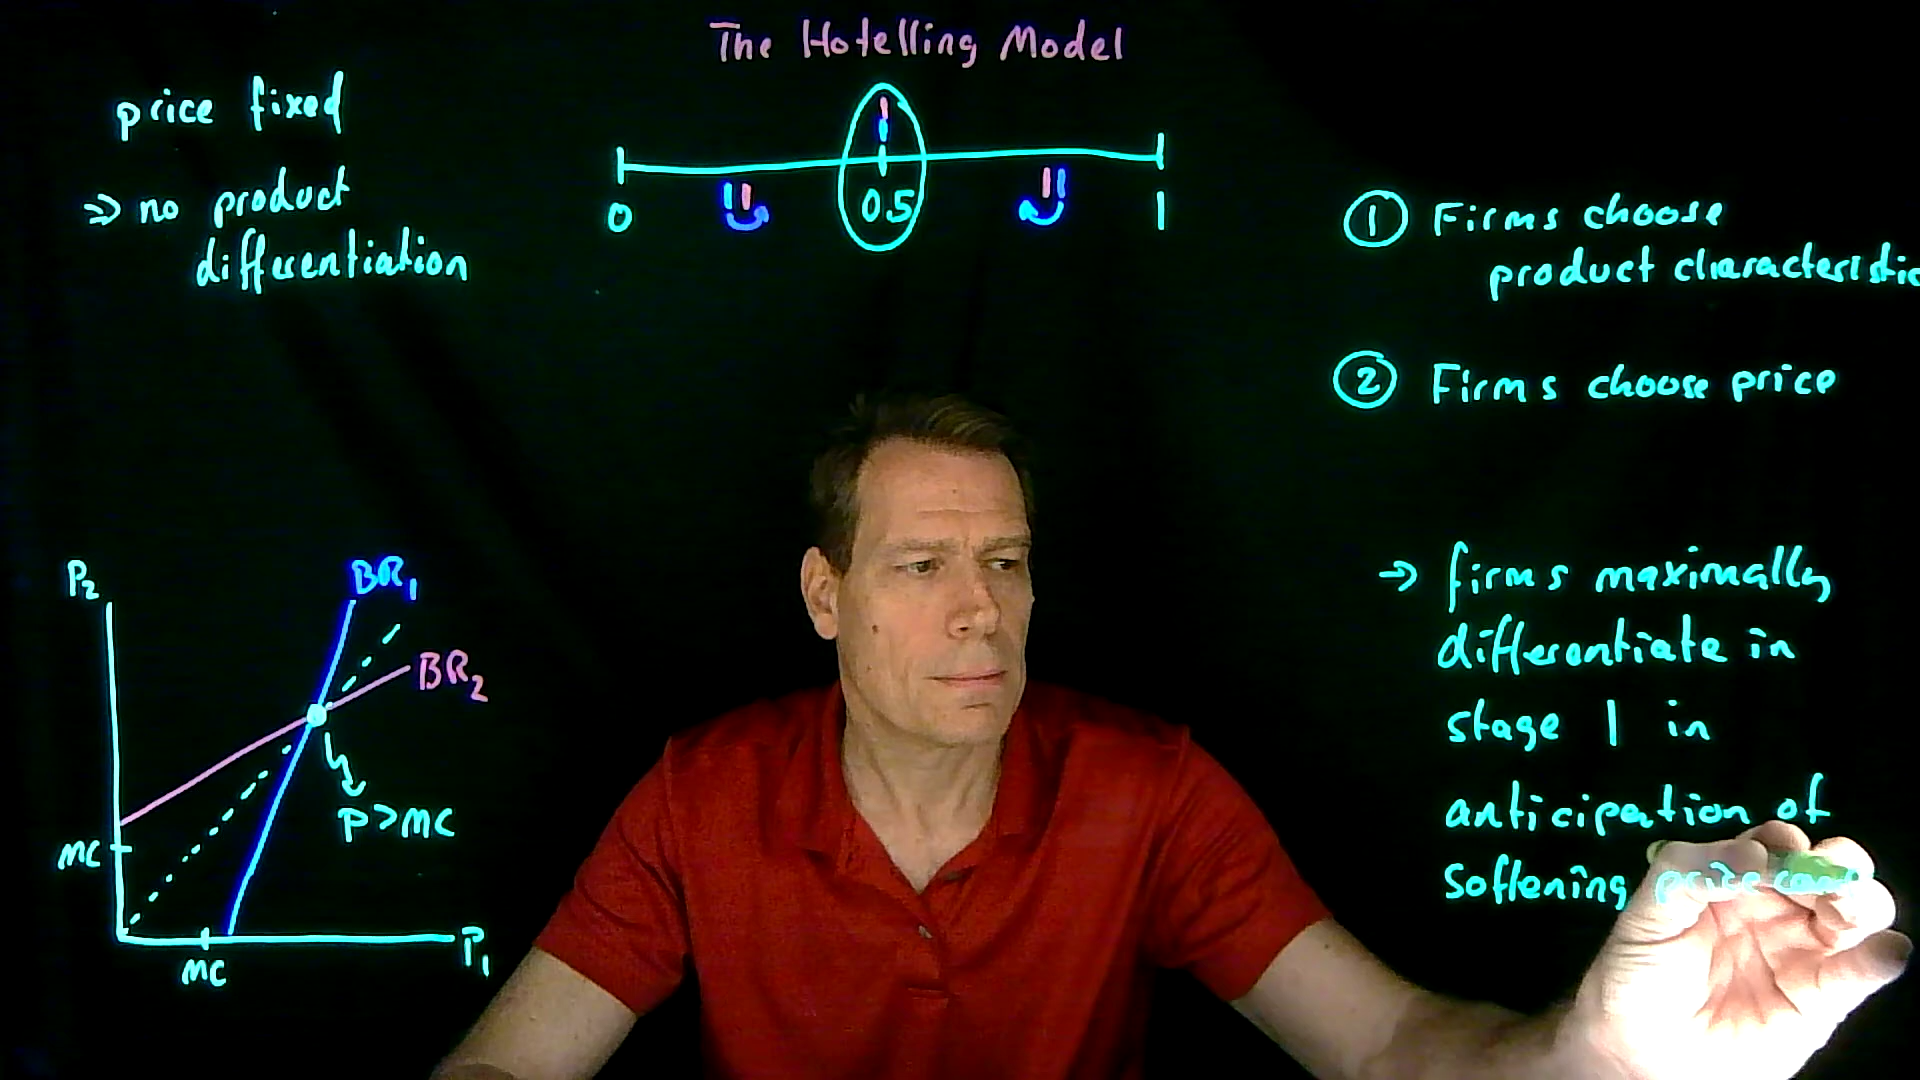 The Hotelling Model
price fixed
⇒ no product
differentiation
0
0.5
1
① Firms choose
product characteristic
② Firms choose price
→ firms maximally
differentiate in
stage 1 in
anticipation of
softening price
P₂
BR₁
BR₂
P>MC
MC
MC
P₁